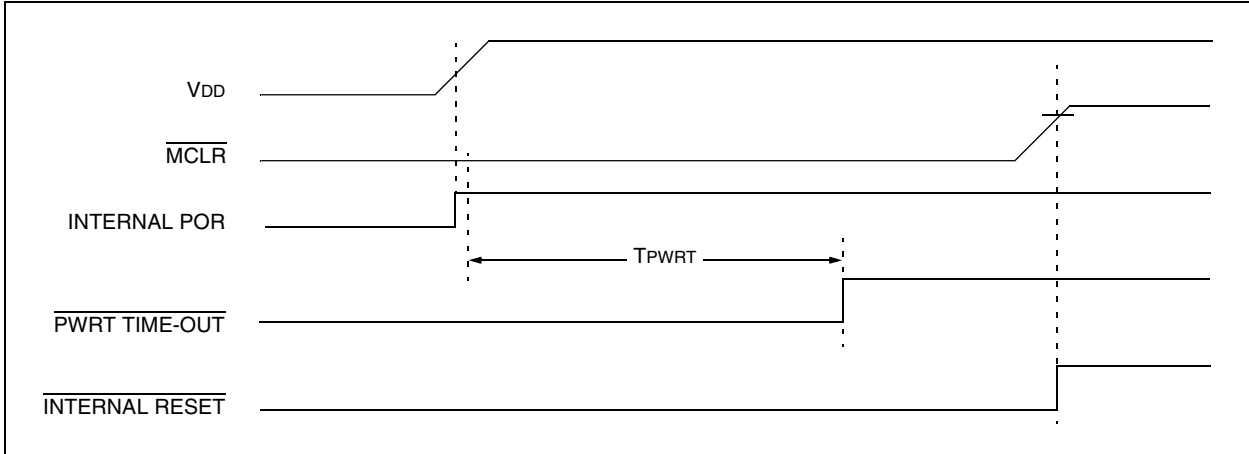 VDD
MCLR
INTERNAL POR
TPWRT
PWRT TIME-OUT
INTERNAL RESET